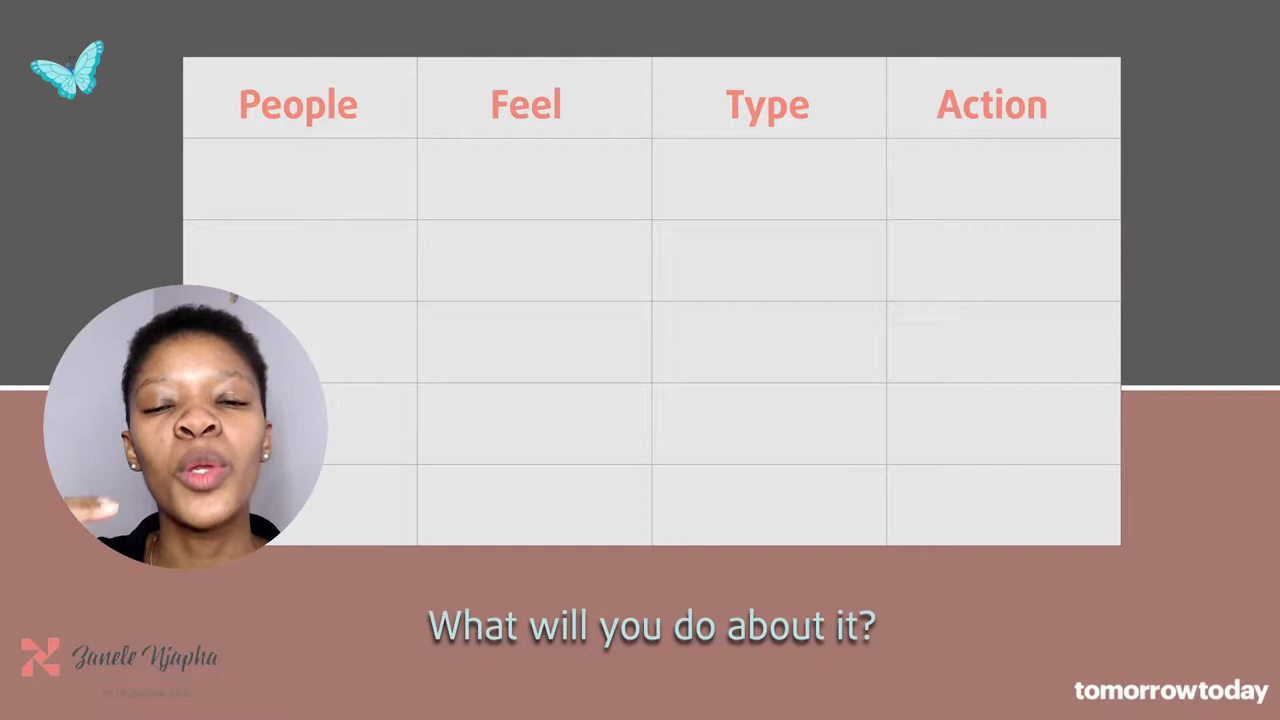 People Feel Type Action
What will you do about it?
Zanele Njapha
tomorrowtoday